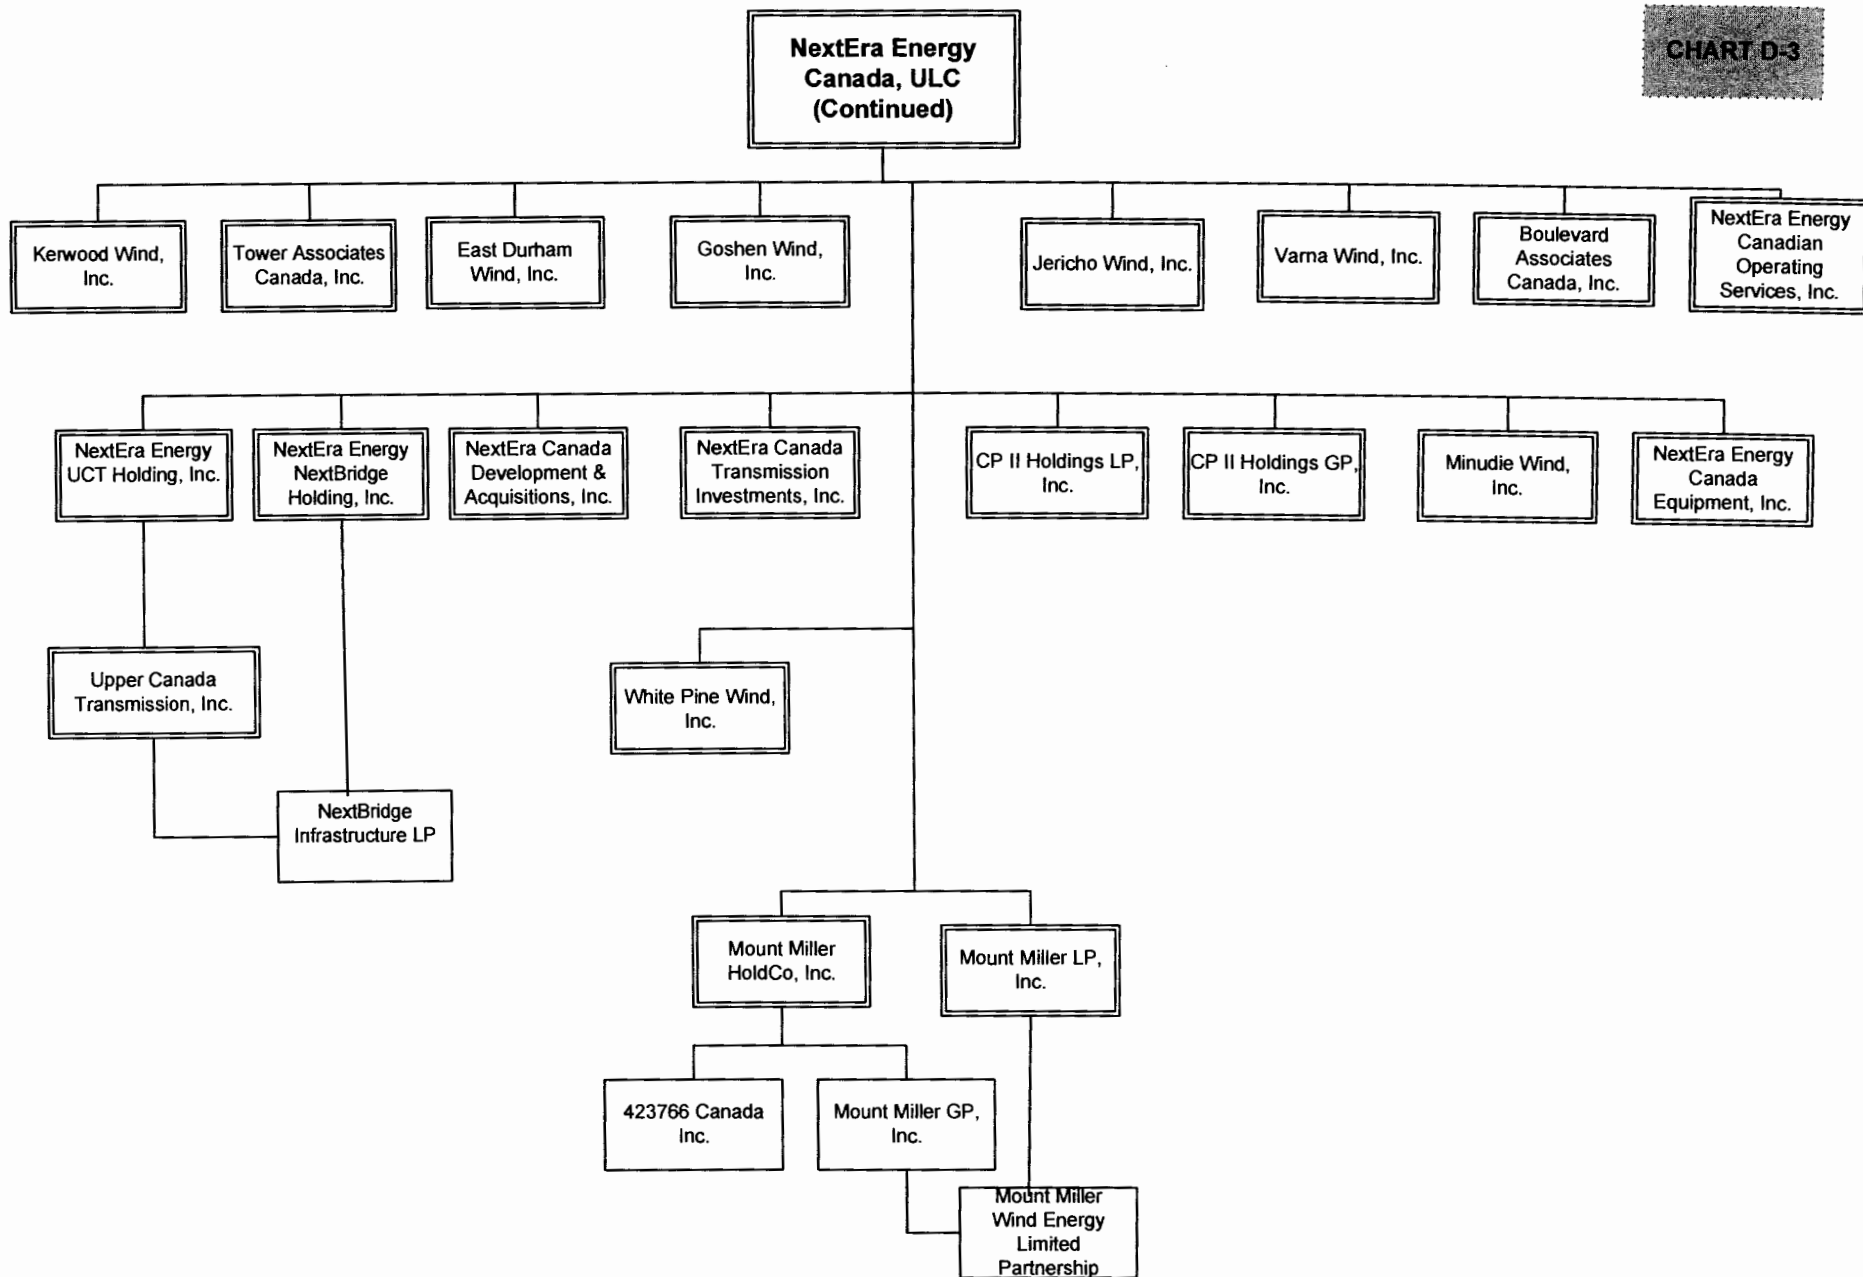 CHART D-3
NextEra Energy
Canada, ULC
(Continued)
Kerwood Wind,
Inc.
Tower Associates
Canada, Inc.
East Durham
Wind, Inc.
Goshen Wind,
Inc.
Jericho Wind, Inc.
Varna Wind, Inc.
Boulevard
Associates
Canada, Inc.
NextEra Energy
Canadian
Operating
Services, Inc.
NextEra Energy
UCT Holding, Inc.
NextEra Energy
NextBridge
Holding, Inc.
NextEra Canada
Development &
Acquisitions, Inc.
NextEra Canada
Transmission
Investments, Inc.
CP II Holdings LP,
Inc.
CP II Holdings GP,
Inc.
Minudie Wind,
Inc.
NextEra Energy
Canada
Equipment, Inc.
Upper Canada
Transmission, Inc.
White Pine Wind,
Inc.
NextBridge
Infrastructure LP
Mount Miller
HoldCo, Inc.
Mount Miller LP,
Inc.
423766 Canada
Inc.
Mount Miller GP,
Inc.
Mount Miller
Wind Energy
Limited
Partnership